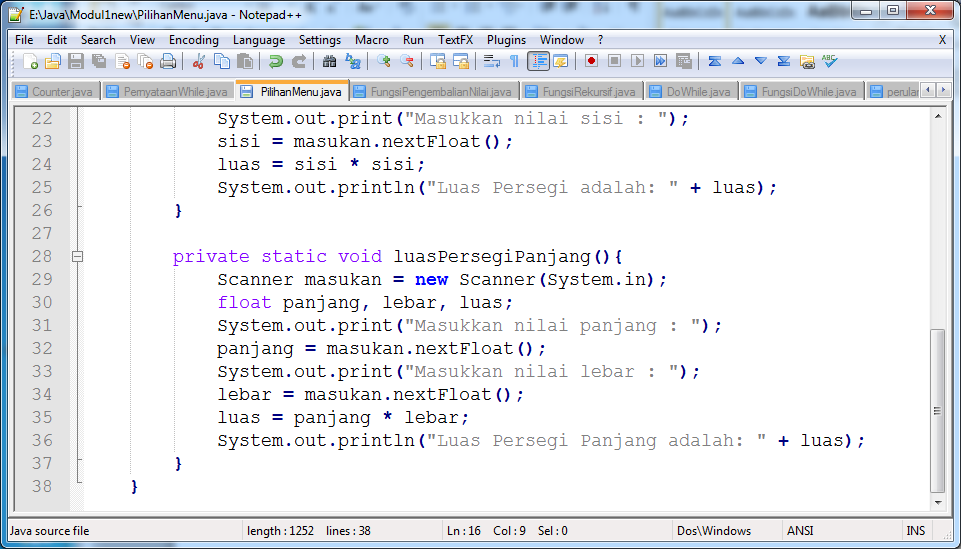 E:\Java\Modul1new\PilihanMenu.java - Notepad++
File Edit Search View Encoding Language Settings Macro Run TextFX Plugins Window ? X
Counter.java PernyataanWhile.java PilihanMenu.java FungsiPengembalianNilai.java FungsiRekursif.java DoWhile.java FungsiDoWhile.java perular
22 System.out.print("Masukkan nilai sisi : ");
23 sisi = masukan.nextFloat();
24 luas = sisi * sisi;
25 System.out.println("Luas Persegi adalah: " + luas);
26 }
27
28 private static void luasPersegiPanjang(){
29 Scanner masukan = new Scanner(System.in);
30 float panjang, lebar, luas;
31 System.out.print("Masukkan nilai panjang : ");
32 panjang = masukan.nextFloat();
33 System.out.print("Masukkan nilai lebar : ");
34 lebar = masukan.nextFloat();
35 luas = panjang * lebar;
36 System.out.println("Luas Persegi Panjang adalah: " + luas);
37 }
38 }
Java source file length : 1252 lines : 38 Ln : 16 Col : 9 Sel : 0 Dos\Windows ANSI INS